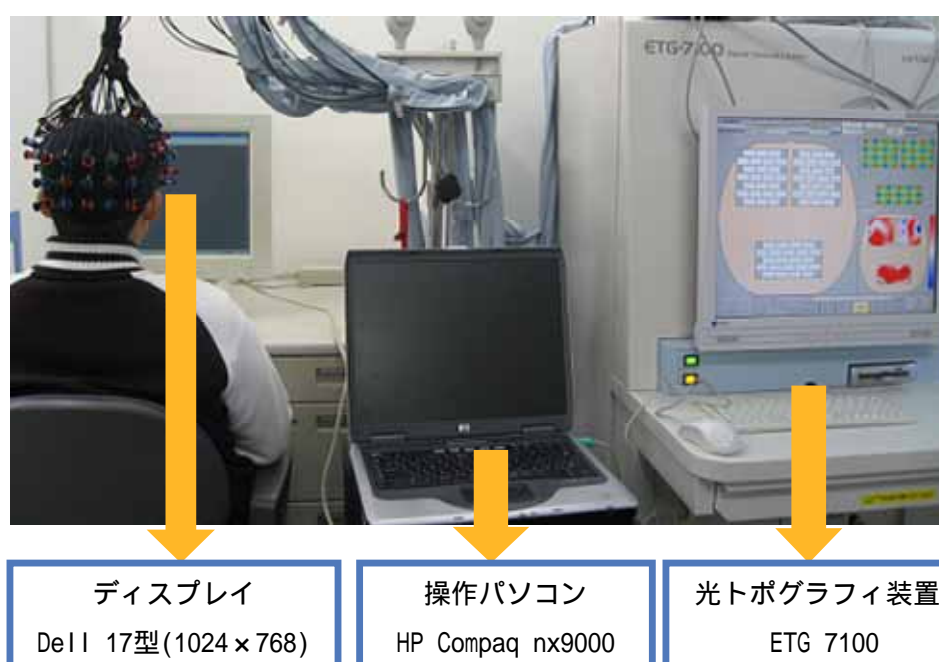 ETG-7100
hp
ディスプレイ
Dell 17型(1024×768)
操作パソコン
HP Compaq nx9000
光トポグラフィ装置
ETG 7100